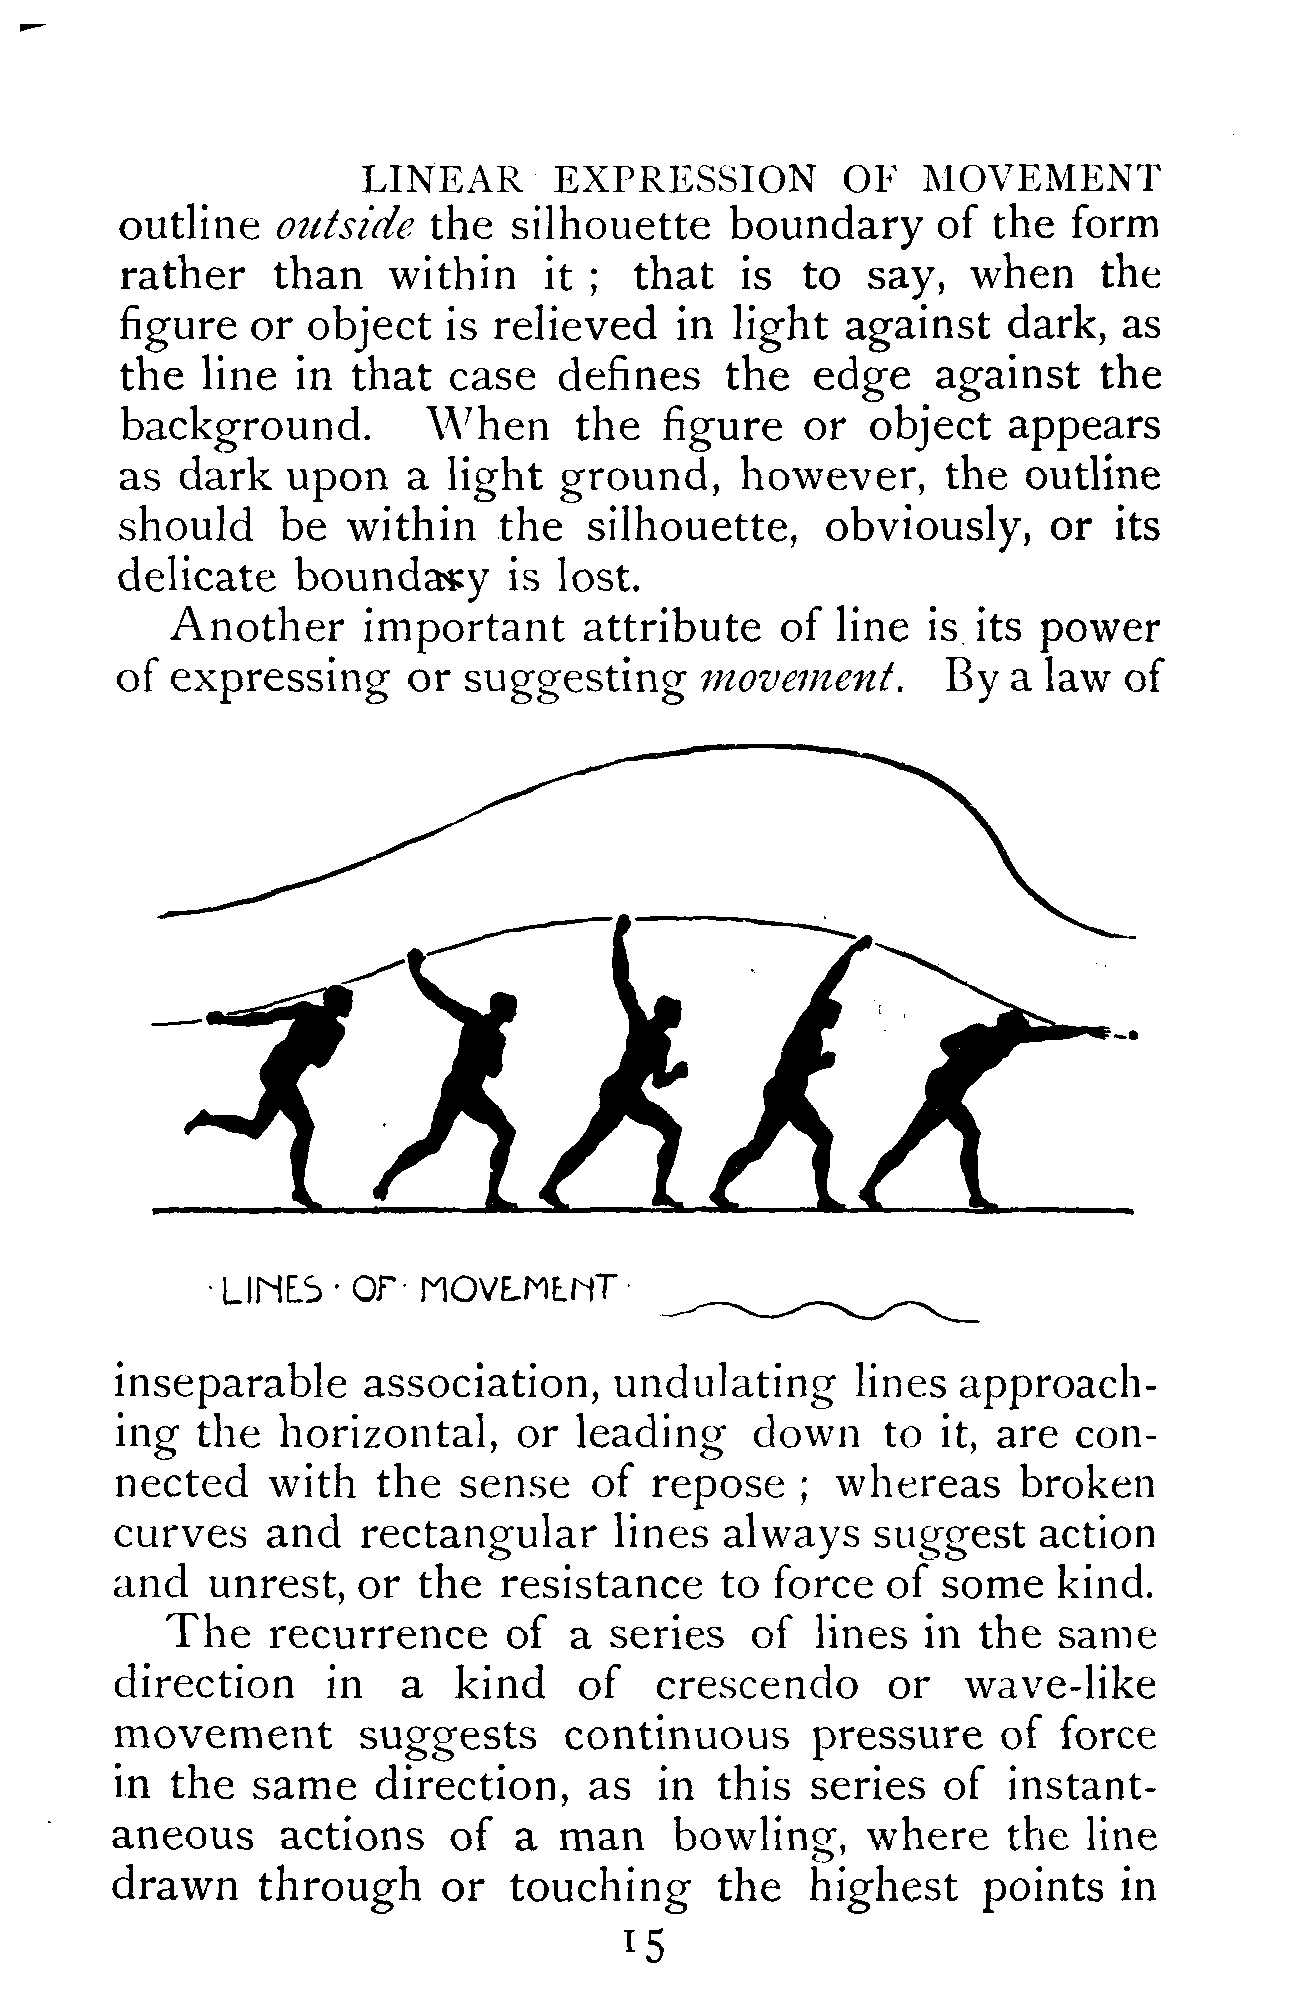 LINEAR EXPRESSION OF MOVEMENT
outline outside the silhouette boundary of the form
rather than within it ; that is to say, when the
figure or object is relieved in light against dark, as
the line in that case defines the edge against the
background. When the figure or object appears
as dark upon a light ground, however, the outline
should be within the silhouette, obviously, or its
delicate boundary is lost.
Another important attribute of line is its power
of expressing or suggesting movement. By a law of
· LINES · OF · MOVEMENT ·
inseparable association, undulating lines approach-
ing the horizontal, or leading down to it, are con-
nected with the sense of repose ; whereas broken
curves and rectangular lines always suggest action
and unrest, or the resistance to force of some kind.
The recurrence of a series of lines in the same
direction in a kind of crescendo or wave-like
movement suggests continuous pressure of force
in the same direction, as in this series of instant-
aneous actions of a man bowling, where the line
drawn through or touching the highest points in
15